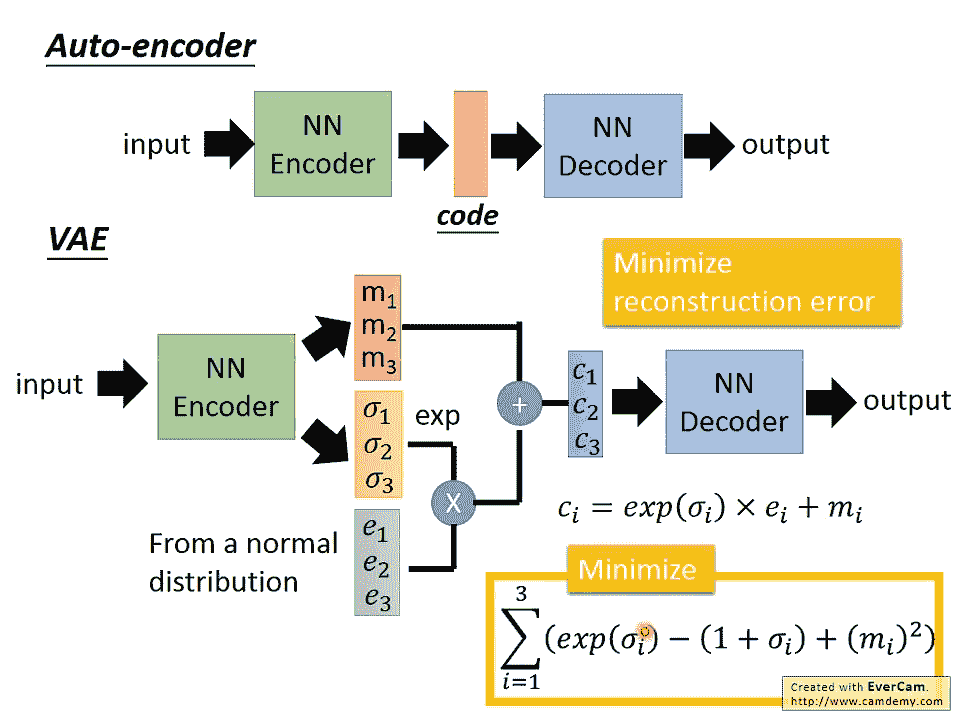 Auto-encoder
input
NN
Encoder
code
NN
Decoder
output
VAE
Minimize
reconstruction error
input
NN
Encoder
m₁
m₂
m₃
σ₁
σ₂
σ₃
exp
X
e₁
e₂
e₃
From a normal
distribution
+
c₁
c₂
c₃
NN
Decoder
output
cᵢ = exp(σᵢ) × eᵢ + mᵢ
Minimize
∑³ᵢ₌₁ (exp(σᵢ) − (1 + σᵢ) + (mᵢ)²)
Created with EverCam.
http://www.camdemy.com